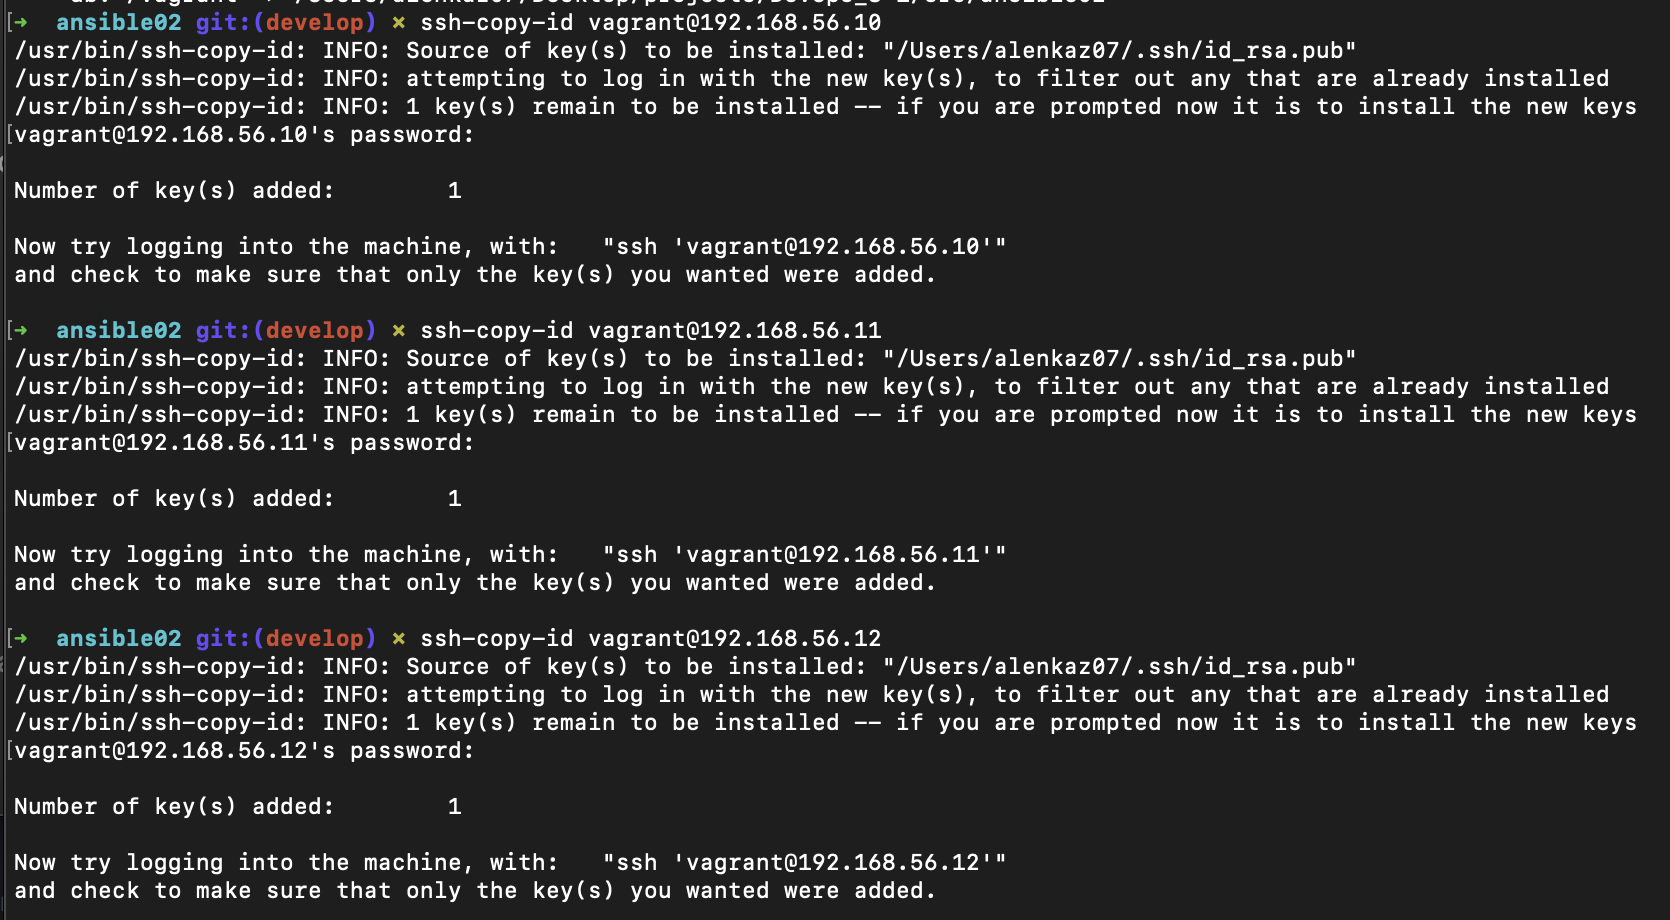 [➜  ansible02 git:(develop) × ssh-copy-id vagrant@192.168.56.10
/usr/bin/ssh-copy-id: INFO: Source of key(s) to be installed: "/Users/alenkaz07/.ssh/id_rsa.pub"
/usr/bin/ssh-copy-id: INFO: attempting to log in with the new key(s), to filter out any that are already installed
/usr/bin/ssh-copy-id: INFO: 1 key(s) remain to be installed -- if you are prompted now it is to install the new keys
[vagrant@192.168.56.10's password:
Number of key(s) added:        1
Now try logging into the machine, with:   "ssh 'vagrant@192.168.56.10'"
and check to make sure that only the key(s) you wanted were added.
[➜  ansible02 git:(develop) × ssh-copy-id vagrant@192.168.56.11
/usr/bin/ssh-copy-id: INFO: Source of key(s) to be installed: "/Users/alenkaz07/.ssh/id_rsa.pub"
/usr/bin/ssh-copy-id: INFO: attempting to log in with the new key(s), to filter out any that are already installed
/usr/bin/ssh-copy-id: INFO: 1 key(s) remain to be installed -- if you are prompted now it is to install the new keys
[vagrant@192.168.56.11's password:
Number of key(s) added:        1
Now try logging into the machine, with:   "ssh 'vagrant@192.168.56.11'"
and check to make sure that only the key(s) you wanted were added.
[➜  ansible02 git:(develop) × ssh-copy-id vagrant@192.168.56.12
/usr/bin/ssh-copy-id: INFO: Source of key(s) to be installed: "/Users/alenkaz07/.ssh/id_rsa.pub"
/usr/bin/ssh-copy-id: INFO: attempting to log in with the new key(s), to filter out any that are already installed
/usr/bin/ssh-copy-id: INFO: 1 key(s) remain to be installed -- if you are prompted now it is to install the new keys
[vagrant@192.168.56.12's password:
Number of key(s) added:        1
Now try logging into the machine, with:   "ssh 'vagrant@192.168.56.12'"
and check to make sure that only the key(s) you wanted were added.